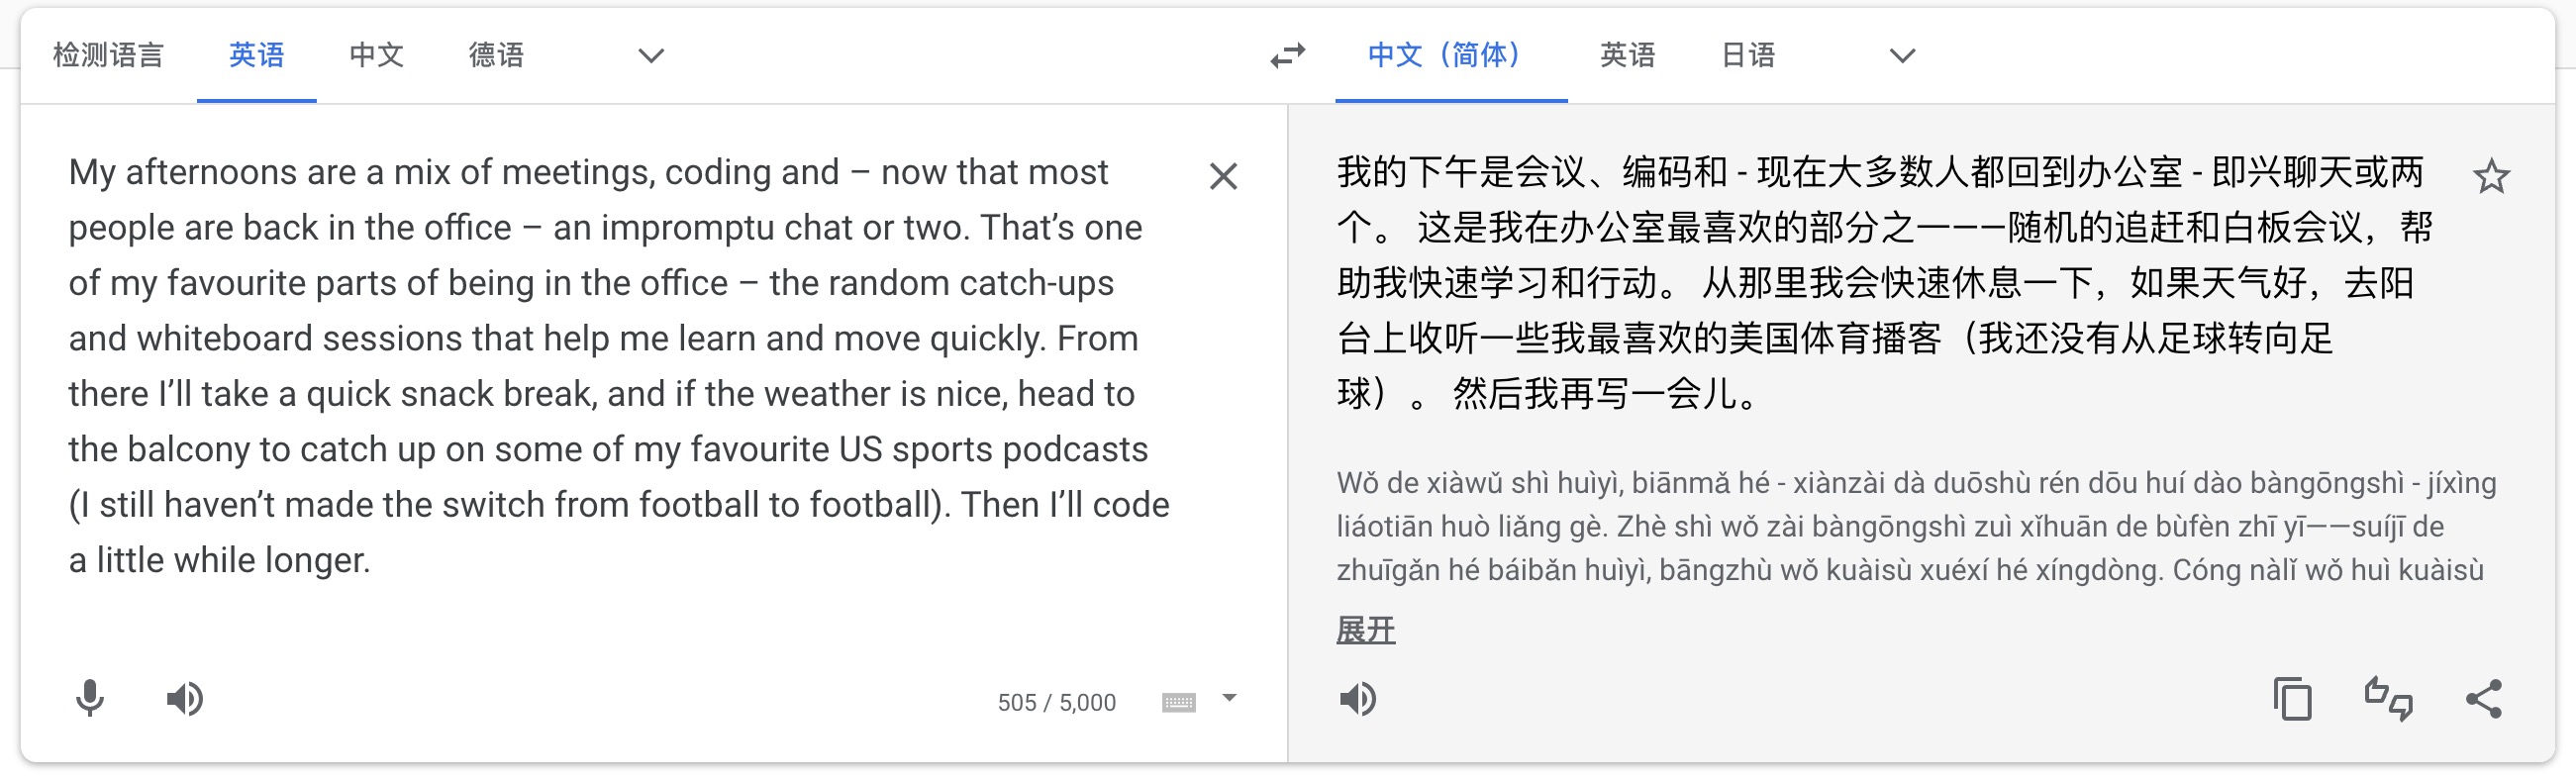 检测语言 英语 中文 德语
中文（简体） 英语 日语
My afternoons are a mix of meetings, coding and – now that most
people are back in the office – an impromptu chat or two. That’s one
of my favourite parts of being in the office – the random catch-ups
and whiteboard sessions that help me learn and move quickly. From
there I’ll take a quick snack break, and if the weather is nice, head to
the balcony to catch up on some of my favourite US sports podcasts
(I still haven’t made the switch from football to football). Then I’ll code
a little while longer.
505 / 5,000
我的下午是会议、编码和 - 现在大多数人都回到办公室 - 即兴聊天或两
个。 这是我在办公室最喜欢的部分之一——随机的追赶和白板会议，帮
助我快速学习和行动。 从那里我会快速休息一下，如果天气好，去阳
台上收听一些我最喜欢的美国体育播客（我还没有从足球转向足
球）。 然后我再写一会儿。
Wǒ de xiàwǔ shì huìyì, biānmǎ hé - xiànzài dà duōshù rén dōu huí dào bàngōngshì - jíxìng
liáotiān huò liǎng gè. Zhè shì wǒ zài bàngōngshì zuì xǐhuān de bùfèn zhī yī——suíjī de
zhuīgǎn hé báibǎn huìyì, bāngzhù wǒ kuàisù xuéxí hé xíngdòng. Cóng nàlǐ wǒ huì kuàisù
展开